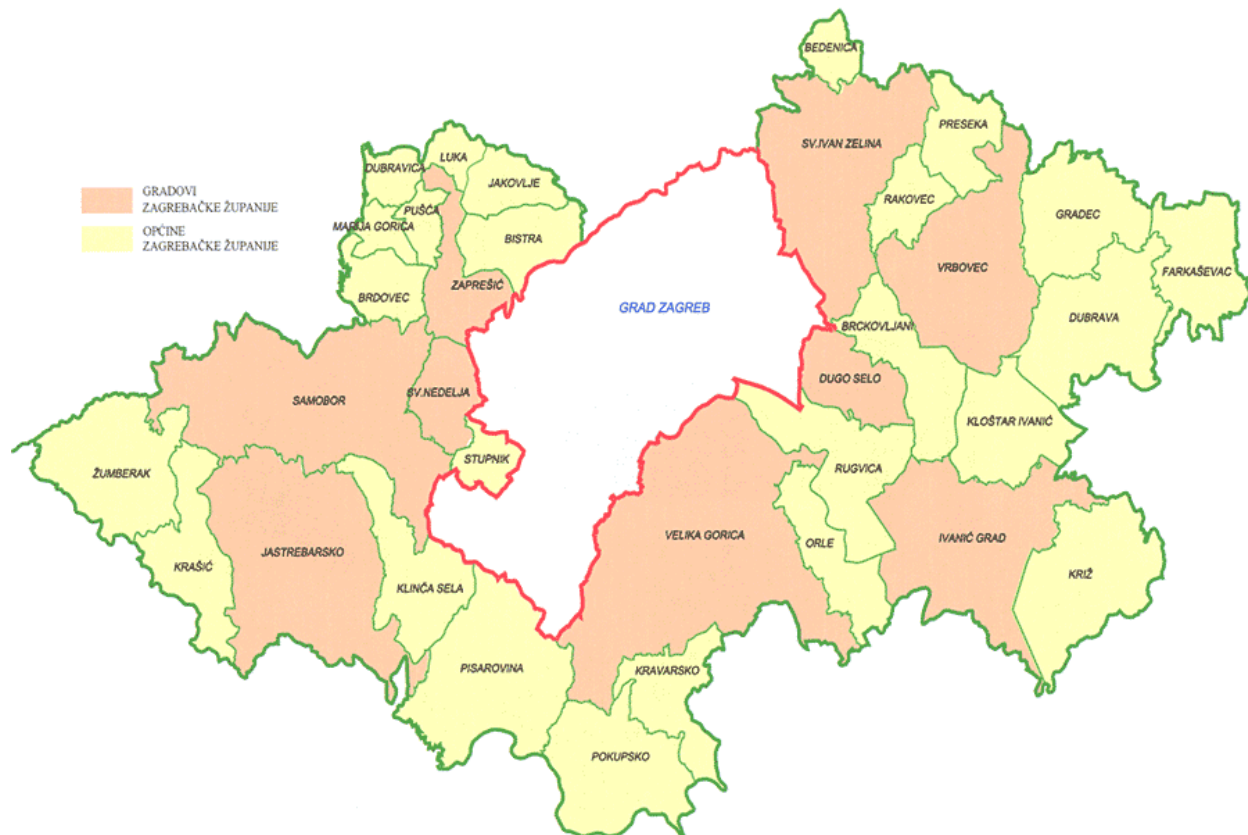 BEDENICA
SV.IVAN ZELINA
PRESEKA
LUKA
DUBRAVICA
JAKOVLJE
GRADOVI
ZAGREBAČKE ŽUPANIJE
RAKOVEC
PUŠĆA
GRADEC
MARIJA GORICA
OPĆINE
ZAGREBAČKE ŽUPANIJE
BISTRA
VRBOVEC
FARKAŠEVAC
ZAPREŠIĆ
BRDOVEC
GRAD ZAGREB
DUBRAVA
BRCKOVLJANI
DUGO SELO
SV.NEDELJA
SAMOBOR
KLOŠTAR IVANIĆ
STUPNIK
ŽUMBERAK
RUGVICA
VELIKA GORICA
IVANIĆ GRAD
ORLE
JASTREBARSKO
KRAŠIĆ
KRIŽ
KLINČA SELA
PISAROVINA
KRAVARSKO
POKUPSKO